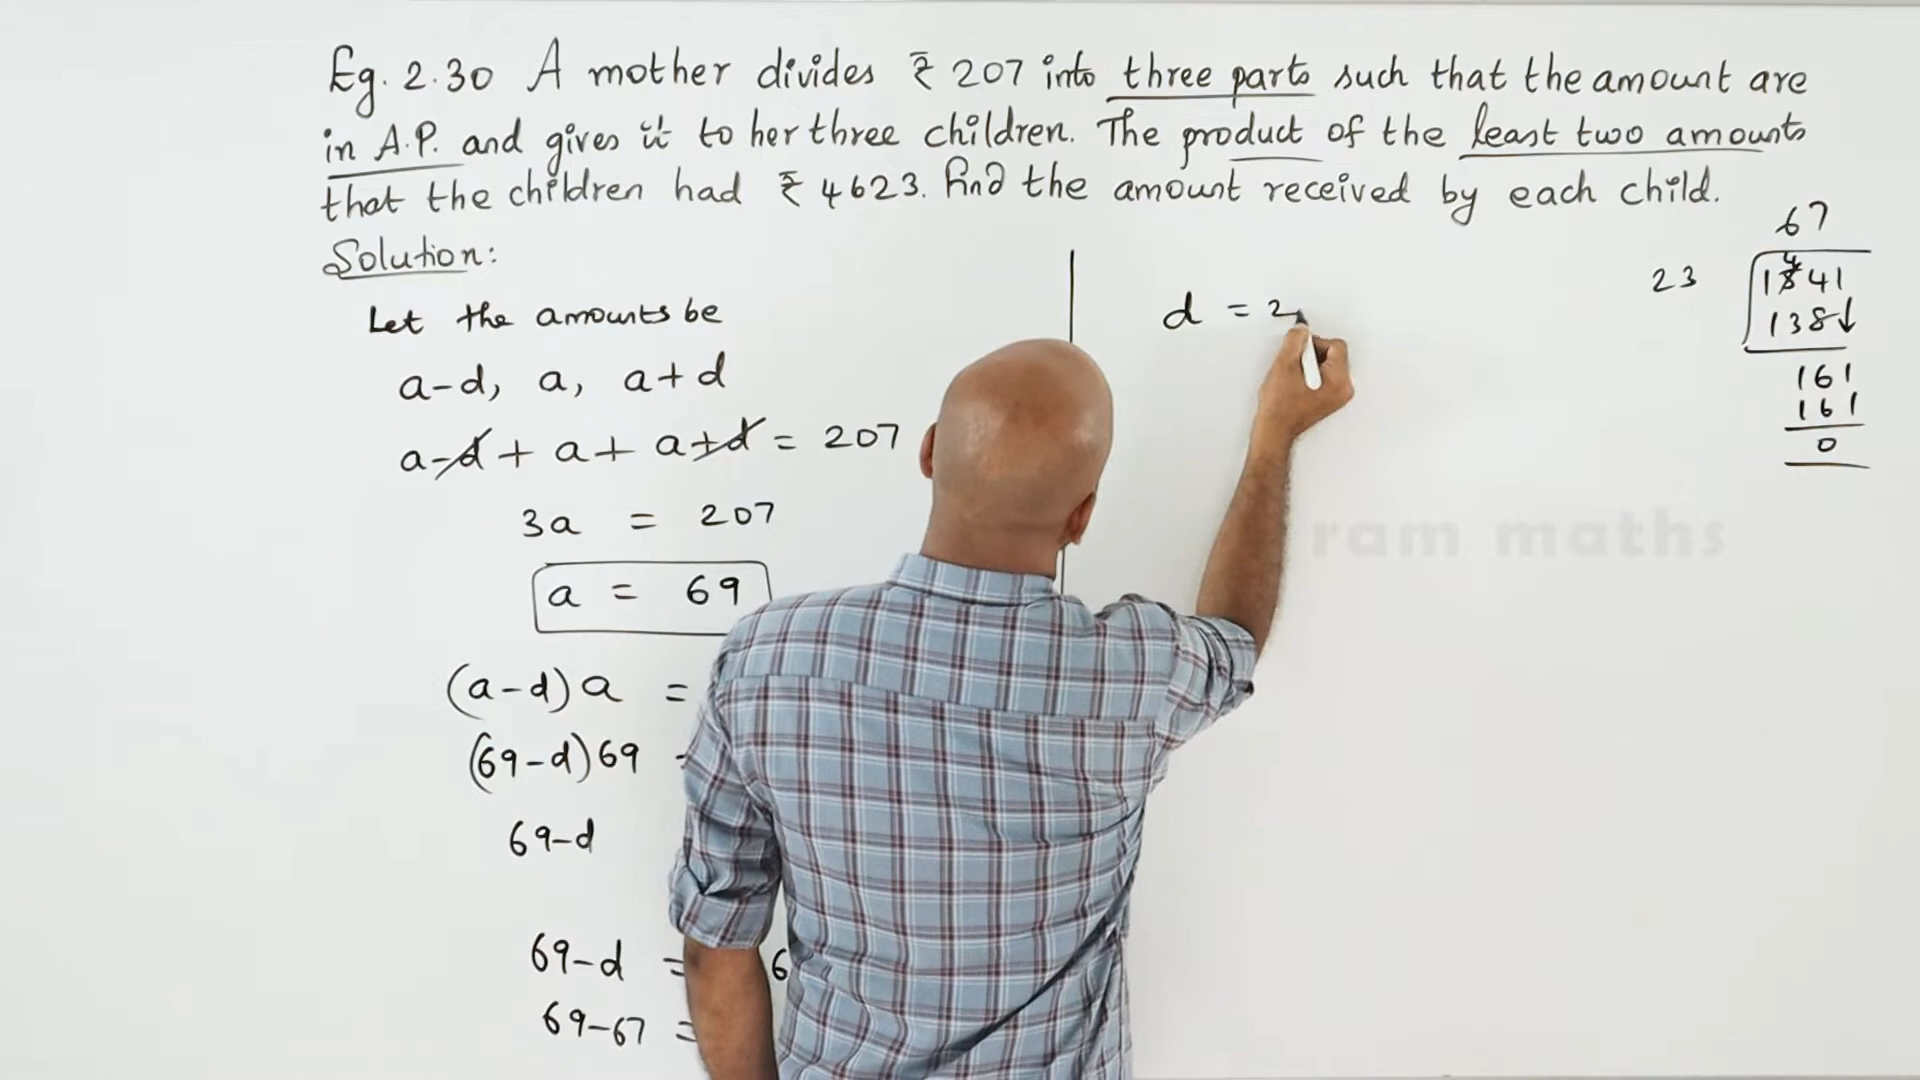 Eg. 2.30 A mother divides ₹ 207 into three parts such that the amount are
in A.P. and gives it to her three children. The product of the least two amounts
that the children had ₹ 4623. Find the amount received by each child.
Solution:
Let the amounts be
a-d, a, a+d
a-d + a + a+d = 207
3a = 207
a = 69
(a-d) a =
(69-d) 69
69-d
69-d = 6
69-67 =
d = 2
67
23 1541
138↓
161
161
0
ram maths